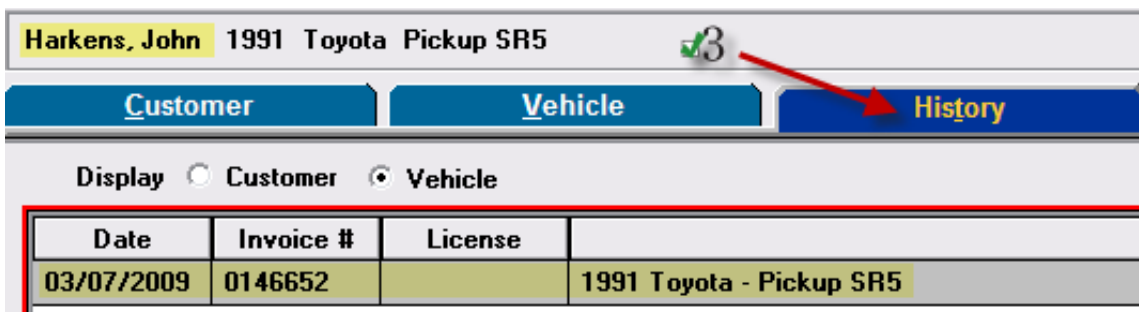 Harkens, John 1991 Toyota Pickup SR5 3
Customer Vehicle History
Display Customer Vehicle
Date Invoice # License
03/07/2009 0146652 1991 Toyota - Pickup SR5